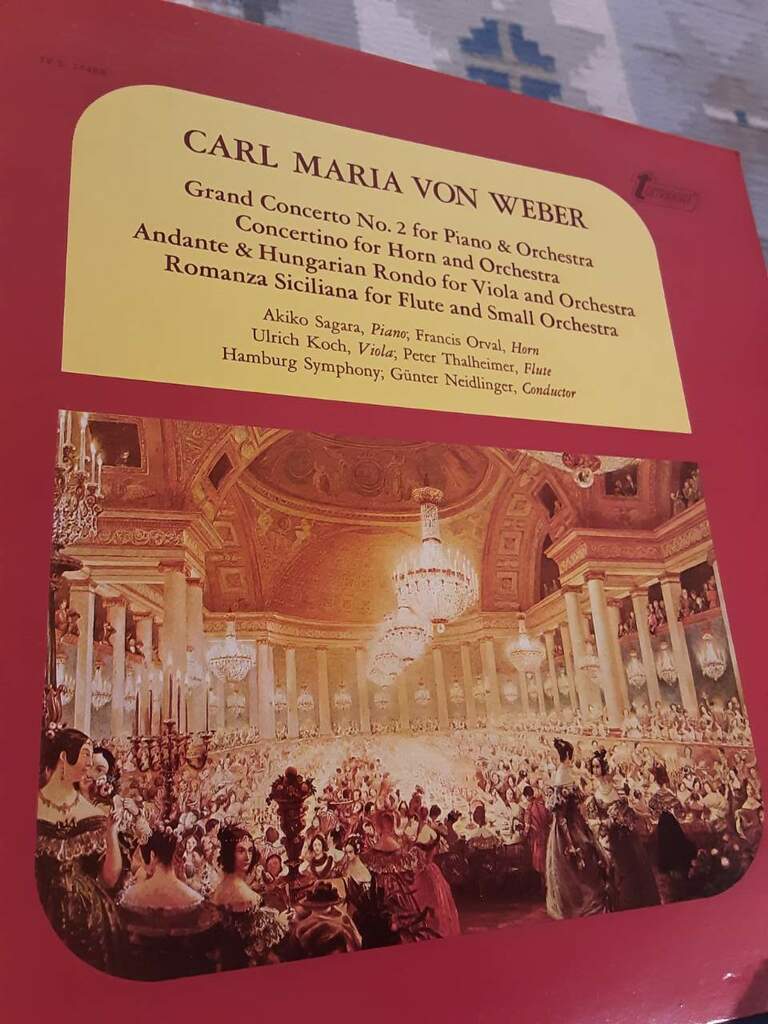 CARL MARIA VON WEBER
Grand Concerto No. 2 for Piano & Orchestra
Concertino for Horn and Orchestra
Andante & Hungarian Rondo for Viola and Orchestra
Romanza Siciliana for Flute and Small Orchestra
Akiko Sagara, Piano; Francis Orval, Horn
Ulrich Koch, Viola; Peter Thalheimer, Flute
Hamburg Symphony; Günter Neidlinger, Conductor